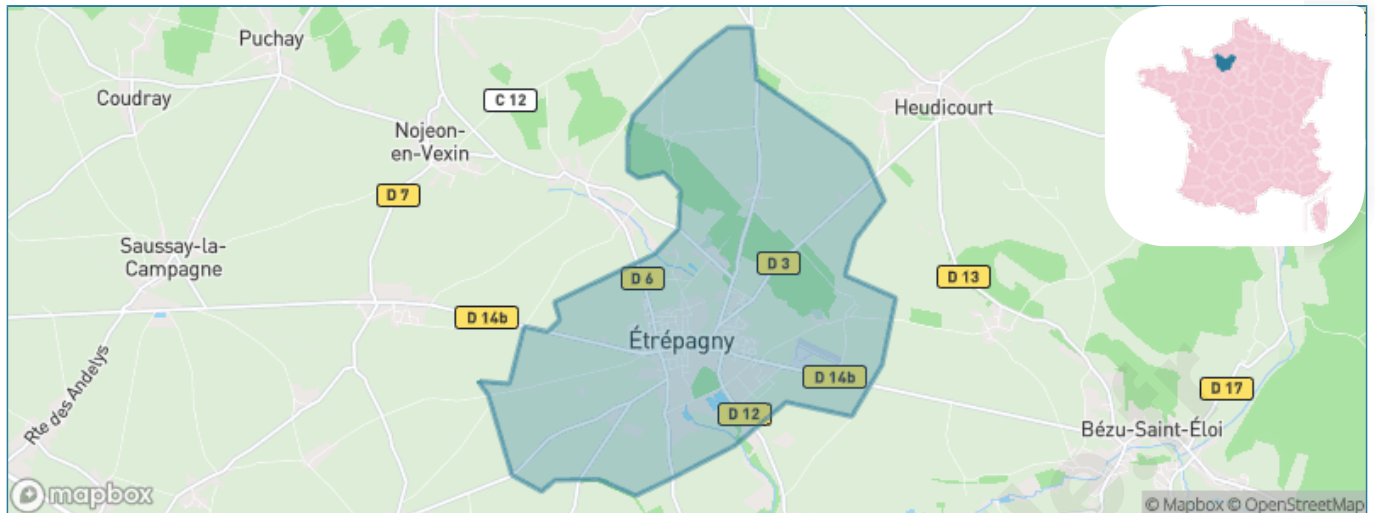 Puchay
Coudray
C 12
Heudicourt
Nojeon-
en-Vexin
D 7
Saussay-la-
Campagne
D 3
D 6
D 13
D 14b
Étrépagny
D 14b
D 17
Rte des Andelys
D 12
Bézu-Saint-Éloi
mapbox
© Mapbox © OpenStreetMap